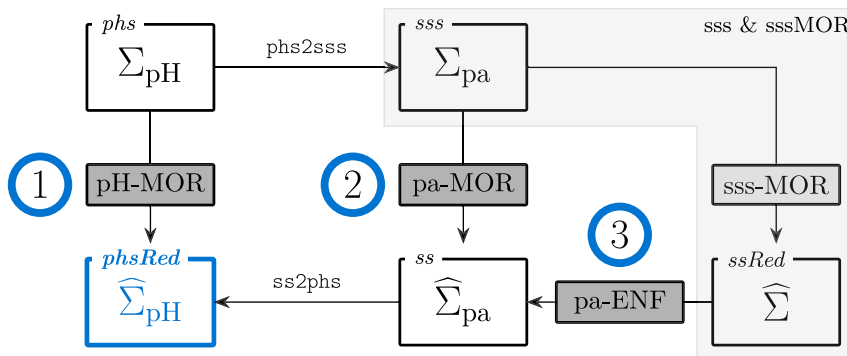 phs
phs2sss
sss
sss & sssMOR
Σ_pH
Σ_pa
1
pH-MOR
2
pa-MOR
sss-MOR
3
phsRed
ss2phs
ss
pa-ENF
ssRed
Σ̂_pH
Σ̂_pa
Σ̂